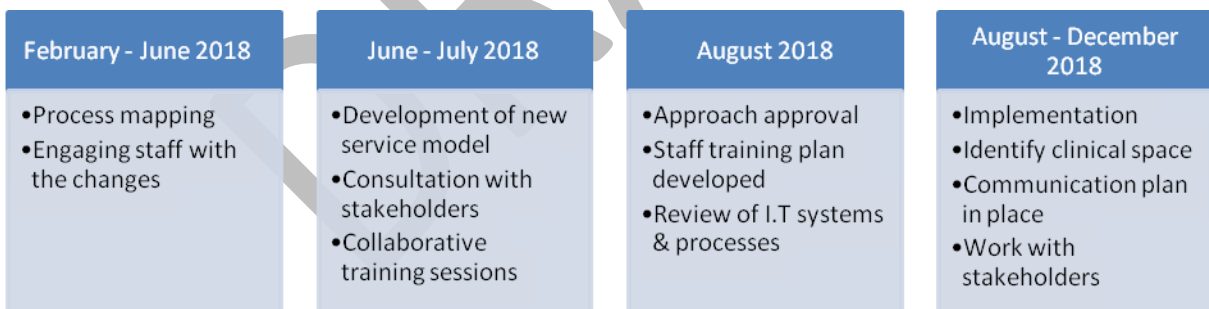 February - June 2018
•Process mapping
•Engaging staff with
the changes
June - July 2018
•Development of new
service model
•Consultation with
stakeholders
•Collaborative
training sessions
August 2018
•Approach approval
•Staff training plan
developed
•Review of I.T systems
& processes
August - December
2018
•Implementation
•Identify clinical space
•Communication plan
in place
•Work with
stakeholders